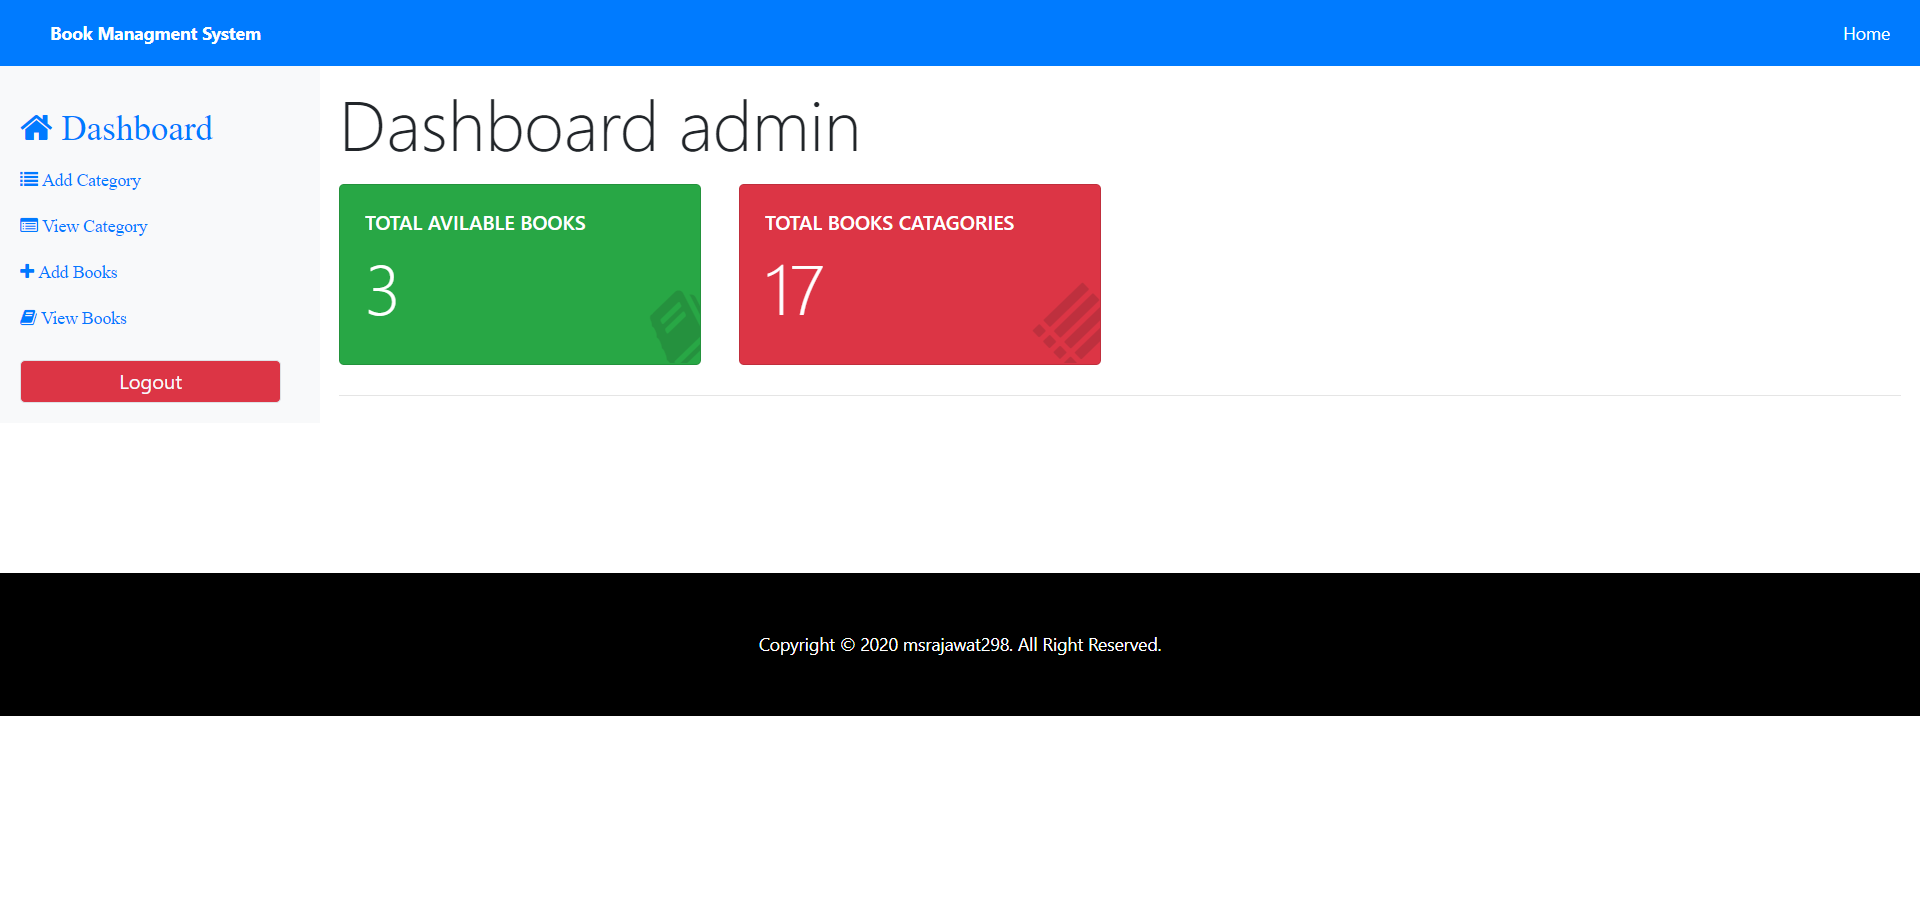 Book Managment System
Home
Dashboard
Add Category
View Category
Add Books
View Books
Logout
Dashboard admin
TOTAL AVILABLE BOOKS
3
TOTAL BOOKS CATAGORIES
17
Copyright © 2020 msrajawat298. All Right Reserved.